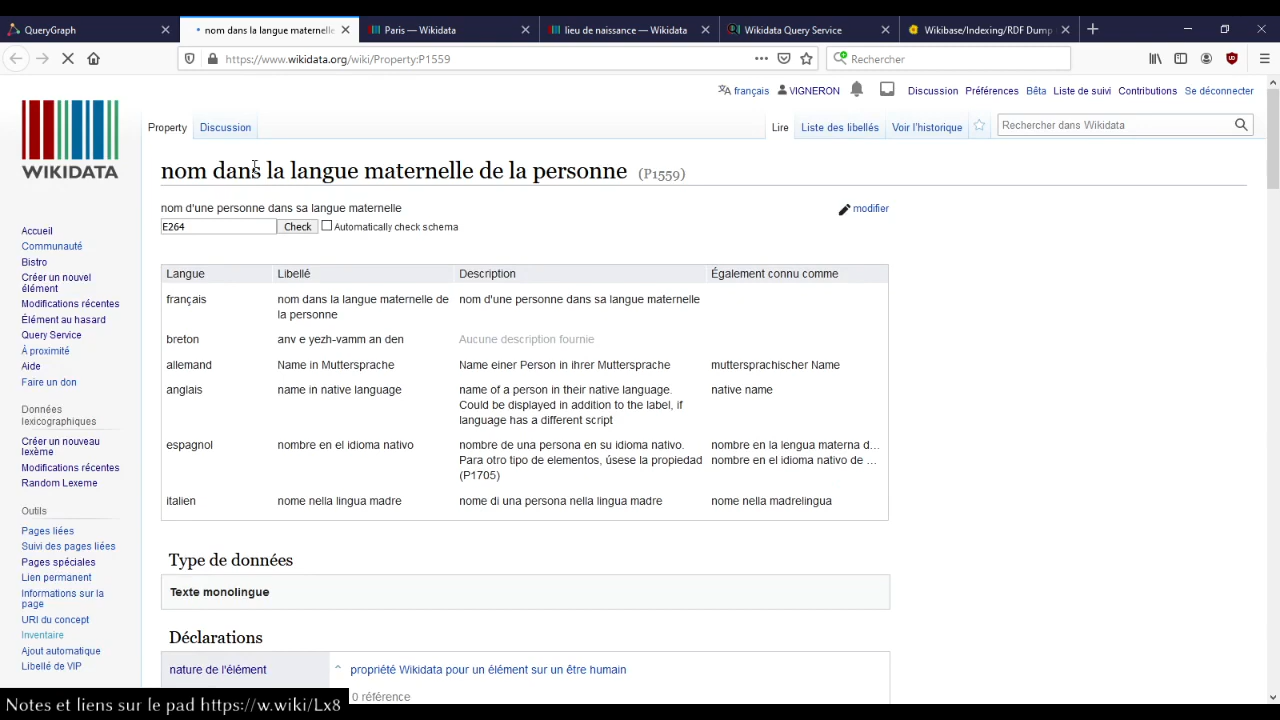 QueryGraph
nom dans la langue maternelle
Paris — Wikidata
lieu de naissance — Wikidata
Wikidata Query Service
Wikibase/Indexing/RDF Dump
https://www.wikidata.org/wiki/Property:P1559
Rechercher
français VIGNERON Discussion Préférences Bêta Liste de suivi Contributions Se déconnecter
Property Discussion Lire Liste des libellés Voir l'historique Rechercher dans Wikidata
WIKIDATA
nom dans la langue maternelle de la personne (P1559)
nom d'une personne dans sa langue maternelle
modifier
E264 Check Automatically check schema
Langue Libellé Description Également connu comme
français nom dans la langue maternelle de la personne nom d'une personne dans sa langue maternelle
breton anv e yezh-vamm an den Aucune description fournie
allemand Name in Muttersprache Name einer Person in ihrer Muttersprache muttersprachischer Name
anglais name in native language name of a person in their native language. native name
Could be displayed in addition to the label, if
language has a different script
espagnol nombre en el idioma nativo nombre de una persona en su idioma nativo. nombre en la lengua materna d...
Para otro tipo de elementos, úsese la propiedad nombre en el idioma nativo de ...
(P1705)
italien nome nella lingua madre nome di una persona nella lingua madre nome nella madrelingua
Type de données
Texte monolingue
Déclarations
nature de l'élément propriété Wikidata pour un élément sur un être humain
0 référence
Accueil
Communauté
Bistro
Créer un nouvel
élément
Modifications récentes
Élément au hasard
Query Service
À proximité
Aide
Faire un don
Données
lexicographiques
Créer un nouveau
lexème
Modifications récentes
Random Lexeme
Outils
Pages liées
Suivi des pages liées
Pages spéciales
Lien permanent
Informations sur la
page
URI du concept
Inventaire
Ajout automatique
Libellé de VIP
Notes et liens sur le pad https://w.wiki/Lx8